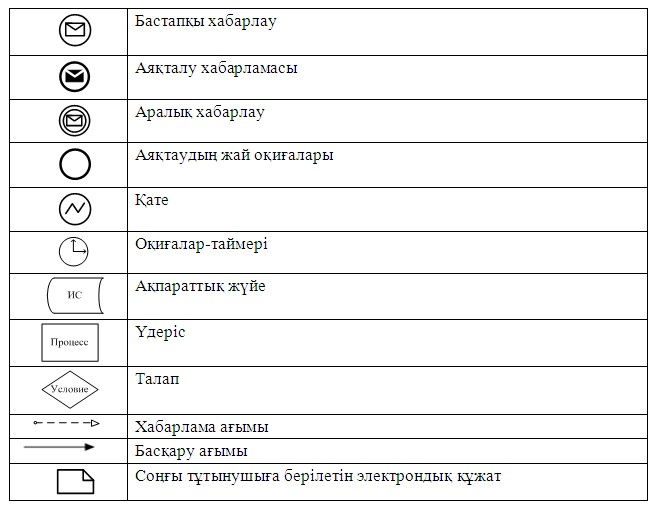 Бастапқы хабарлау
Аяқталу хабарламасы
Аралық хабарлау
Аяқтаудың жай оқиғалары
Қате
Оқиғалар-таймері
ИС
Ақпараттық жүйе
Процесс
Үдеріс
Условие
Талап
Хабарлама ағымы
Басқару ағымы
Соңғы тұтынушыға берілетін электрондық құжат